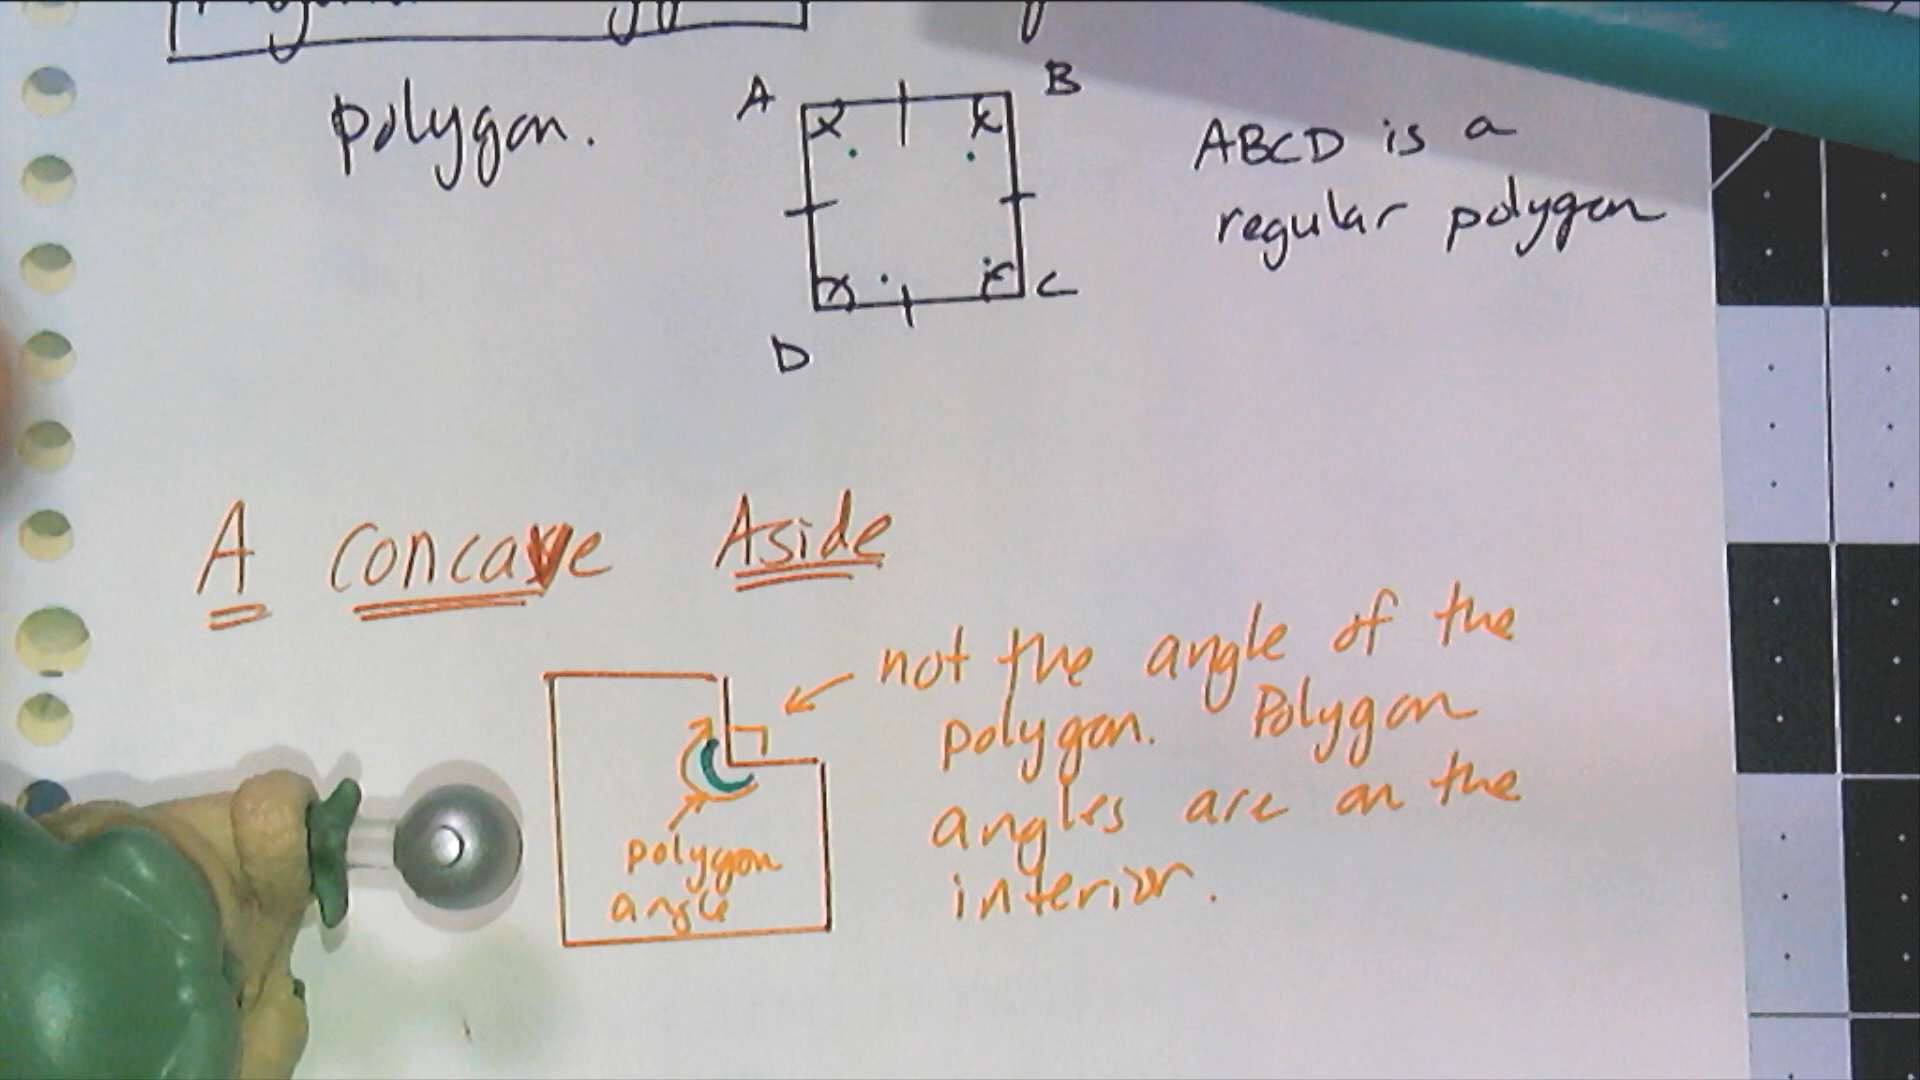 polygon.
A
B
C
D
ABCD is a
regular polygon
A concave Aside
not the angle of the
polygon. Polygon
angles are on the
interior.
polygon
angle